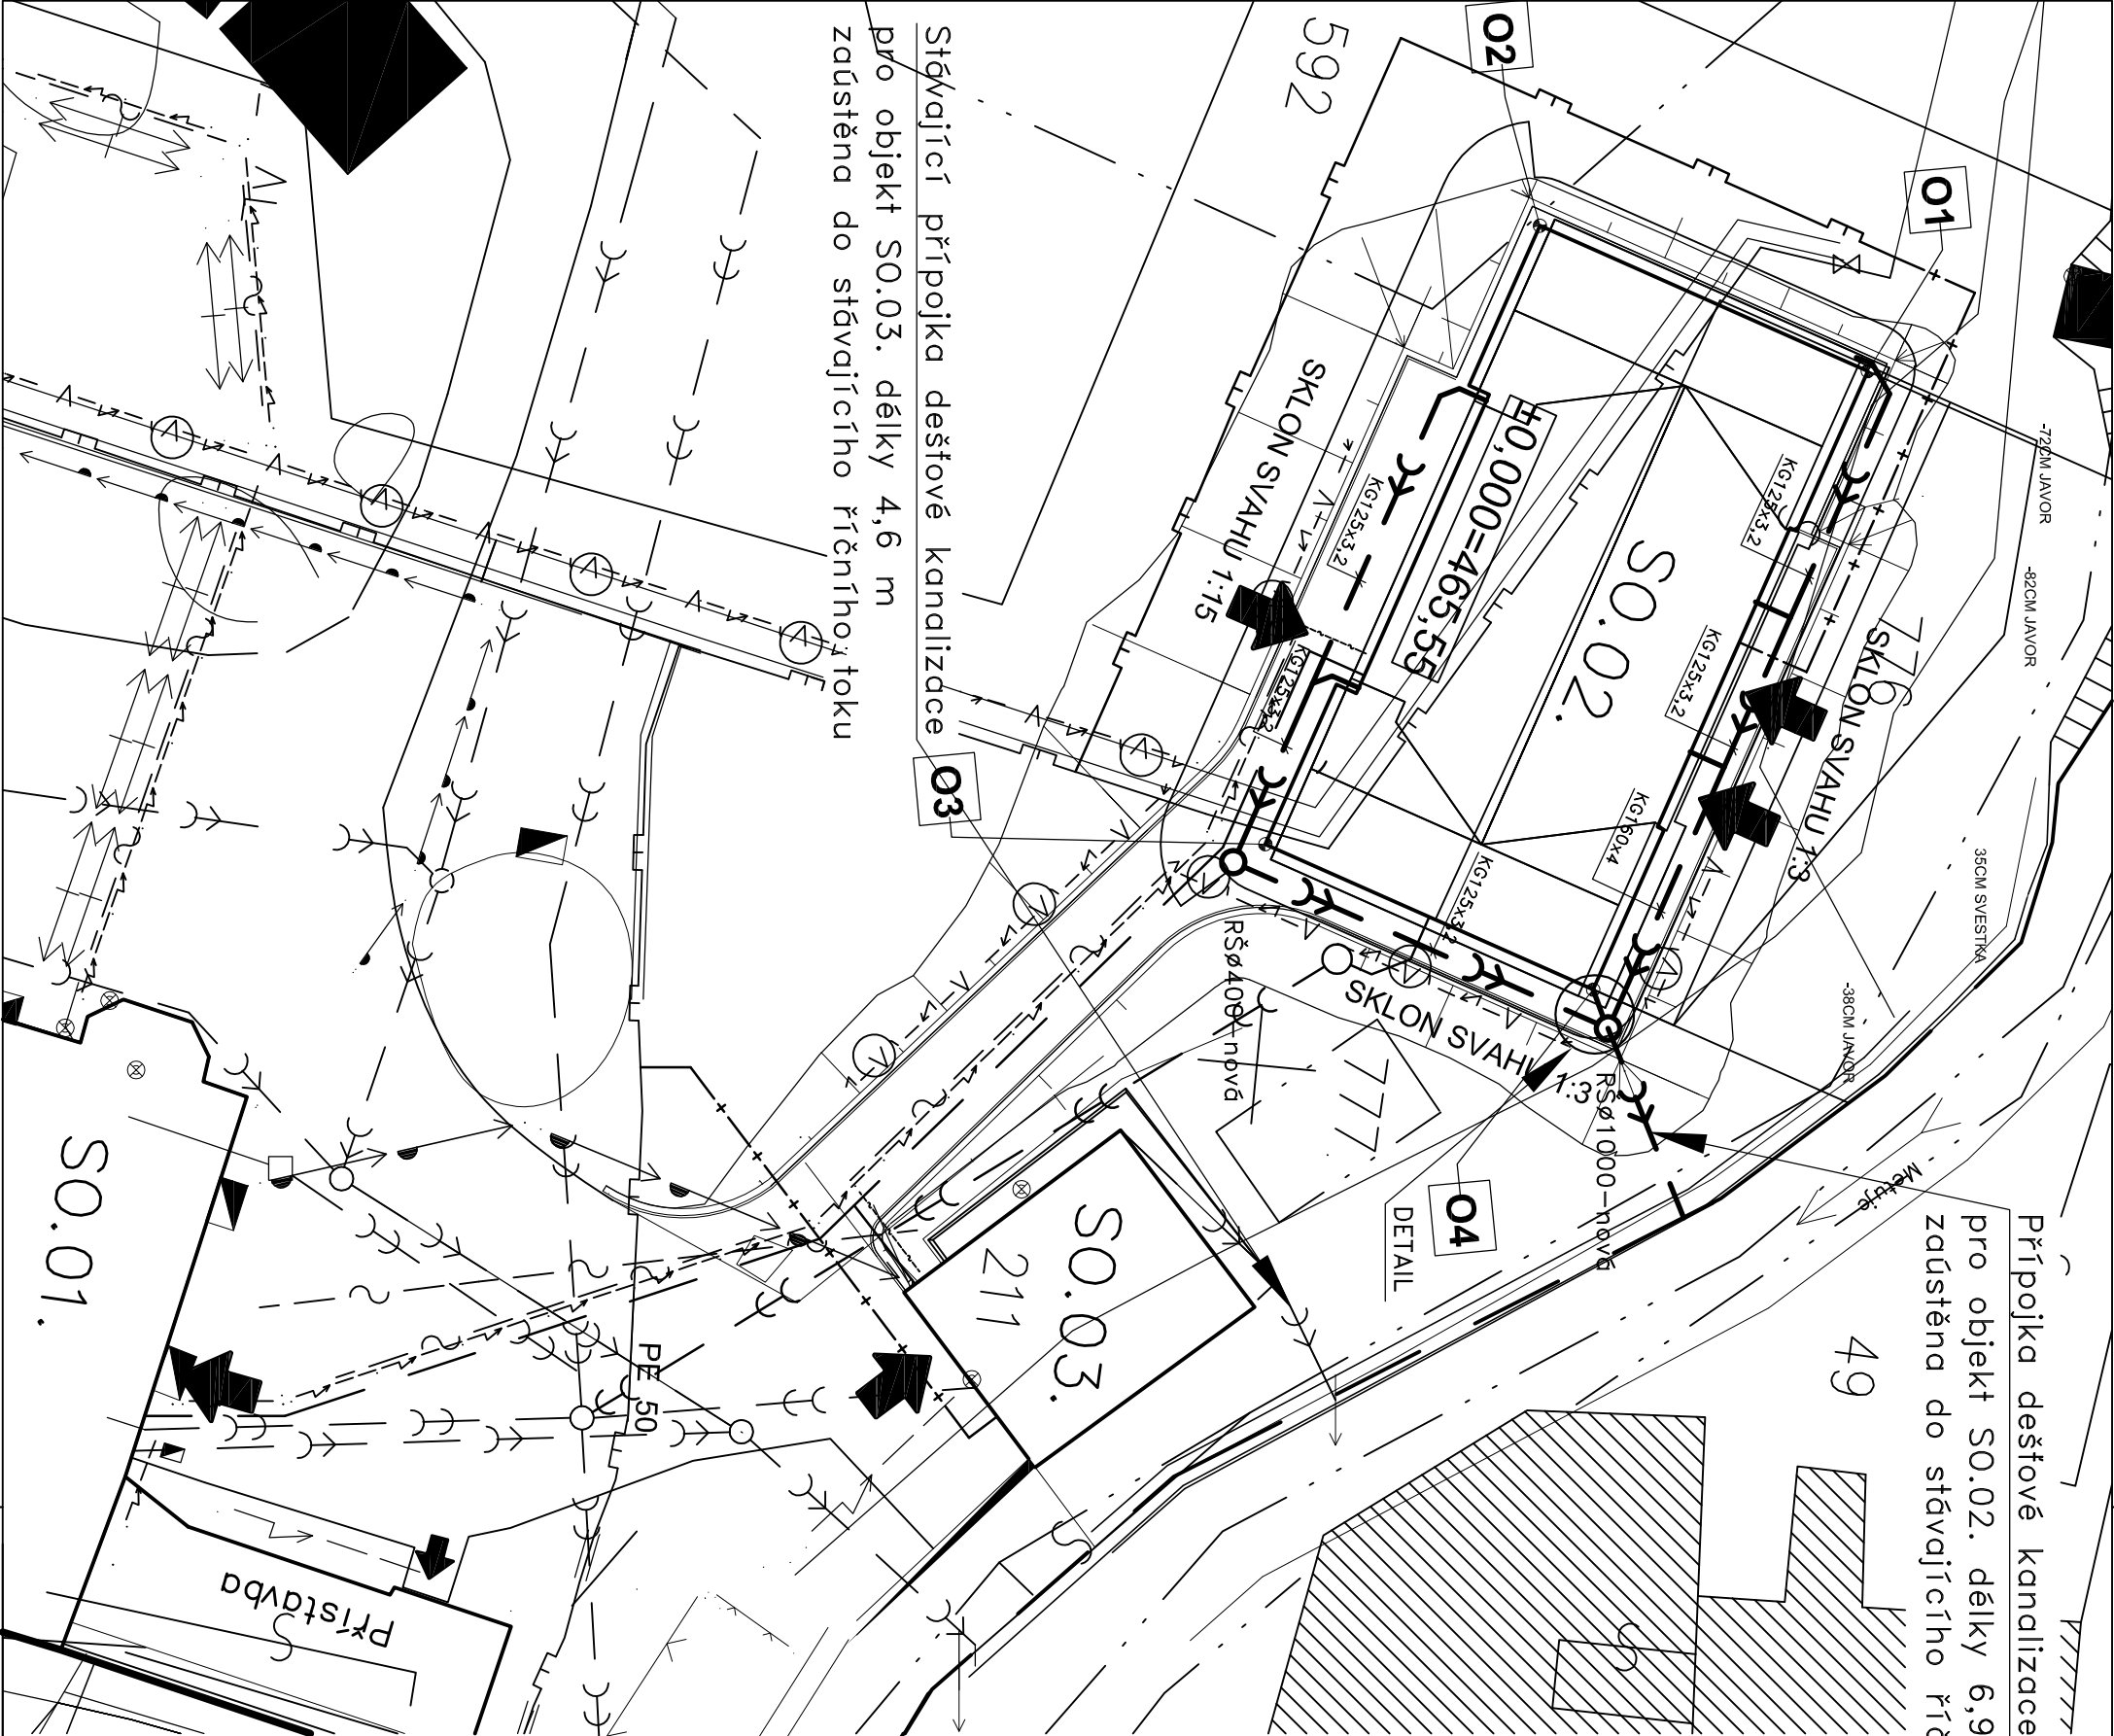 Stávající přípojka dešťové kanalizace
pro objekt SO.03. délky 4,6 m
zaústěna do stávajícího říčního toku
Přípojka dešťové kanalizace
pro objekt SO.02. délky 6,9
zaústěna do stávajícího
592
O2
O1
-72CM JAVOR
-82CM JAVOR
35CM SVESTKA
-38CM JAVOR
SKLON SVAHU 1:15
KG125x3,2
±0,000=465,55
KG125x3,2
SO.02.
KG125x3,2
KG125x3,2
KG160x4
KG125x3,2
776
SKLON SVAHU 1:3
O3
RŠø400-nová
SKLON SVAHU 1:3
RŠø1000-nová
777
O4
DETAIL
Metuje
49
SO.03.
211
SO.01.
PE 50
Přístavba